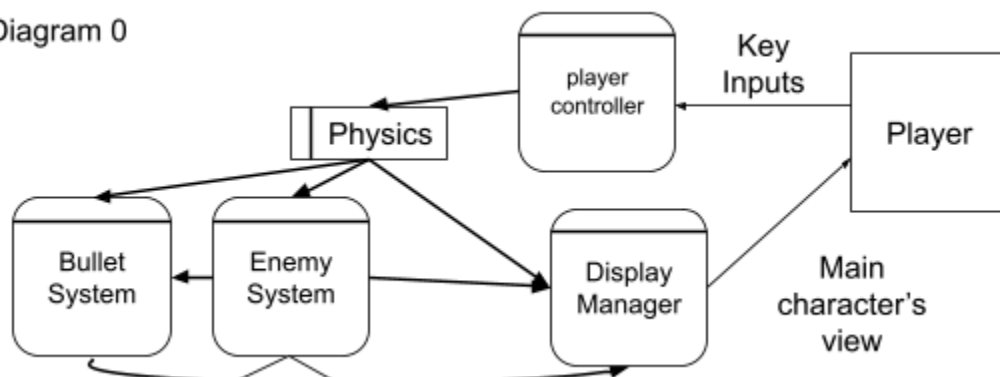 Diagram 0
Key
Inputs
player
controller
Player
Physics
Bullet
System
Enemy
System
Display
Manager
Main
character's
view